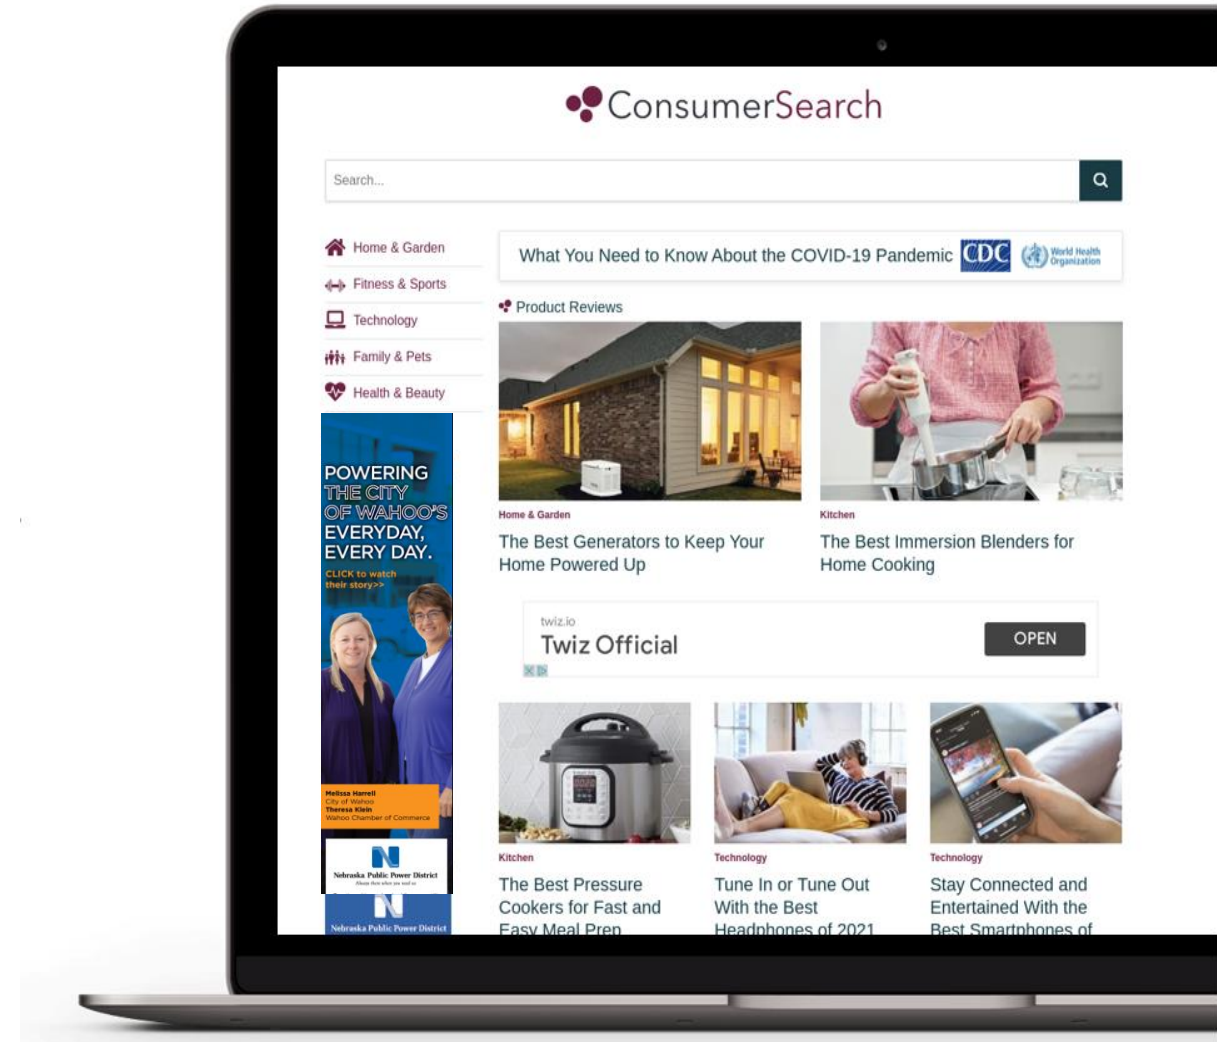 ConsumerSearch
Search...
Home & Garden
Fitness & Sports
Technology
Family & Pets
Health & Beauty
What You Need to Know About the COVID-19 Pandemic CDC World Health
Organization
Product Reviews
Home & Garden
The Best Generators to Keep Your
Home Powered Up
Kitchen
The Best Immersion Blenders for
Home Cooking
POWERING
THE CITY
OF WAHOO'S
EVERYDAY,
EVERY DAY.
CLICK to watch
their story>>
Melissa Harrell
City of Wahoo
Theresa Klein
Wahoo Chamber of Commerce
N
Nebraska Public Power District
Always there when you need us
N
Nebraska Public Power District
twiz.io
Twiz Official
OPEN
Kitchen
The Best Pressure
Cookers for Fast and
Easy Meal Prep
Technology
Tune In or Tune Out
With the Best
Headphones of 2021
Technology
Stay Connected and
Entertained With the
Best Smartphones of